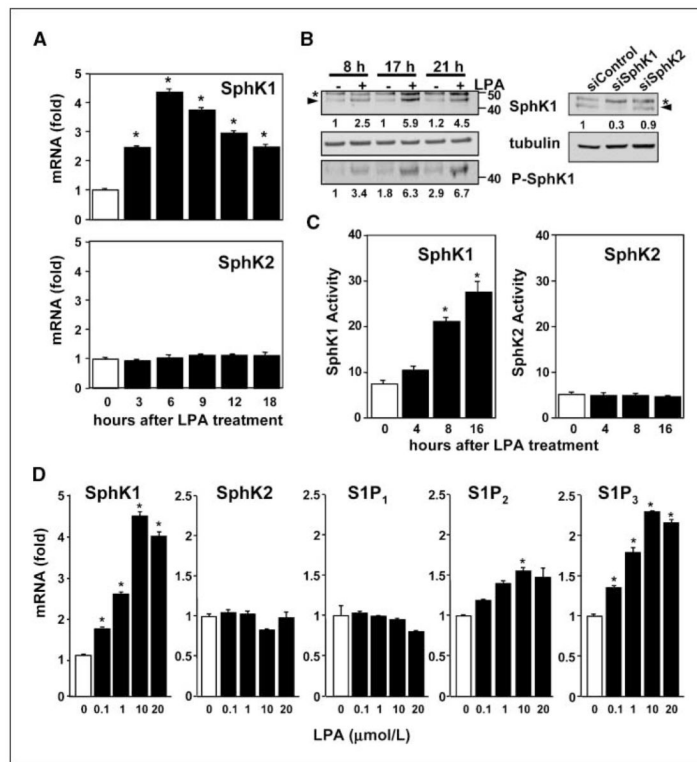 A
SphK1
mRNA (fold)
5
4
3
2
1
0
* * * * *
SphK2
mRNA (fold)
5
4
3
2
1
0
0 3 6 9 12 18
hours after LPA treatment
B
8 h 17 h 21 h
- + - + - + LPA
*
50
40
1 2.5 1 5.9 1.2 4.5
SphK1
tubulin
P-SphK1
40
1 3.4 1.8 6.3 2.9 6.7
siControl siSphK1 siSphK2
*
1 0.3 0.9
C
SphK1
SphK1 Activity
40
30
20
10
0
* *
0 4 8 16
hours after LPA treatment
SphK2
SphK2 Activity
40
30
20
10
0
0 4 8 16
hours after LPA treatment
D
SphK1
mRNA (fold)
5
4
2
1
0
* * * *
0 0.1 1 10 20
SphK2
2.5
2
1.5
1
0.5
0 0.1 1 10 20
S1P1
2.5
2
1.5
1
0.5
0 0.1 1 10 20
S1P2
2.5
2
1.5
1
0.5
*
0 0.1 1 10 20
S1P3
2.5
2
1.5
1
0.5
* * * *
0 0.1 1 10 20
LPA (μmol/L)